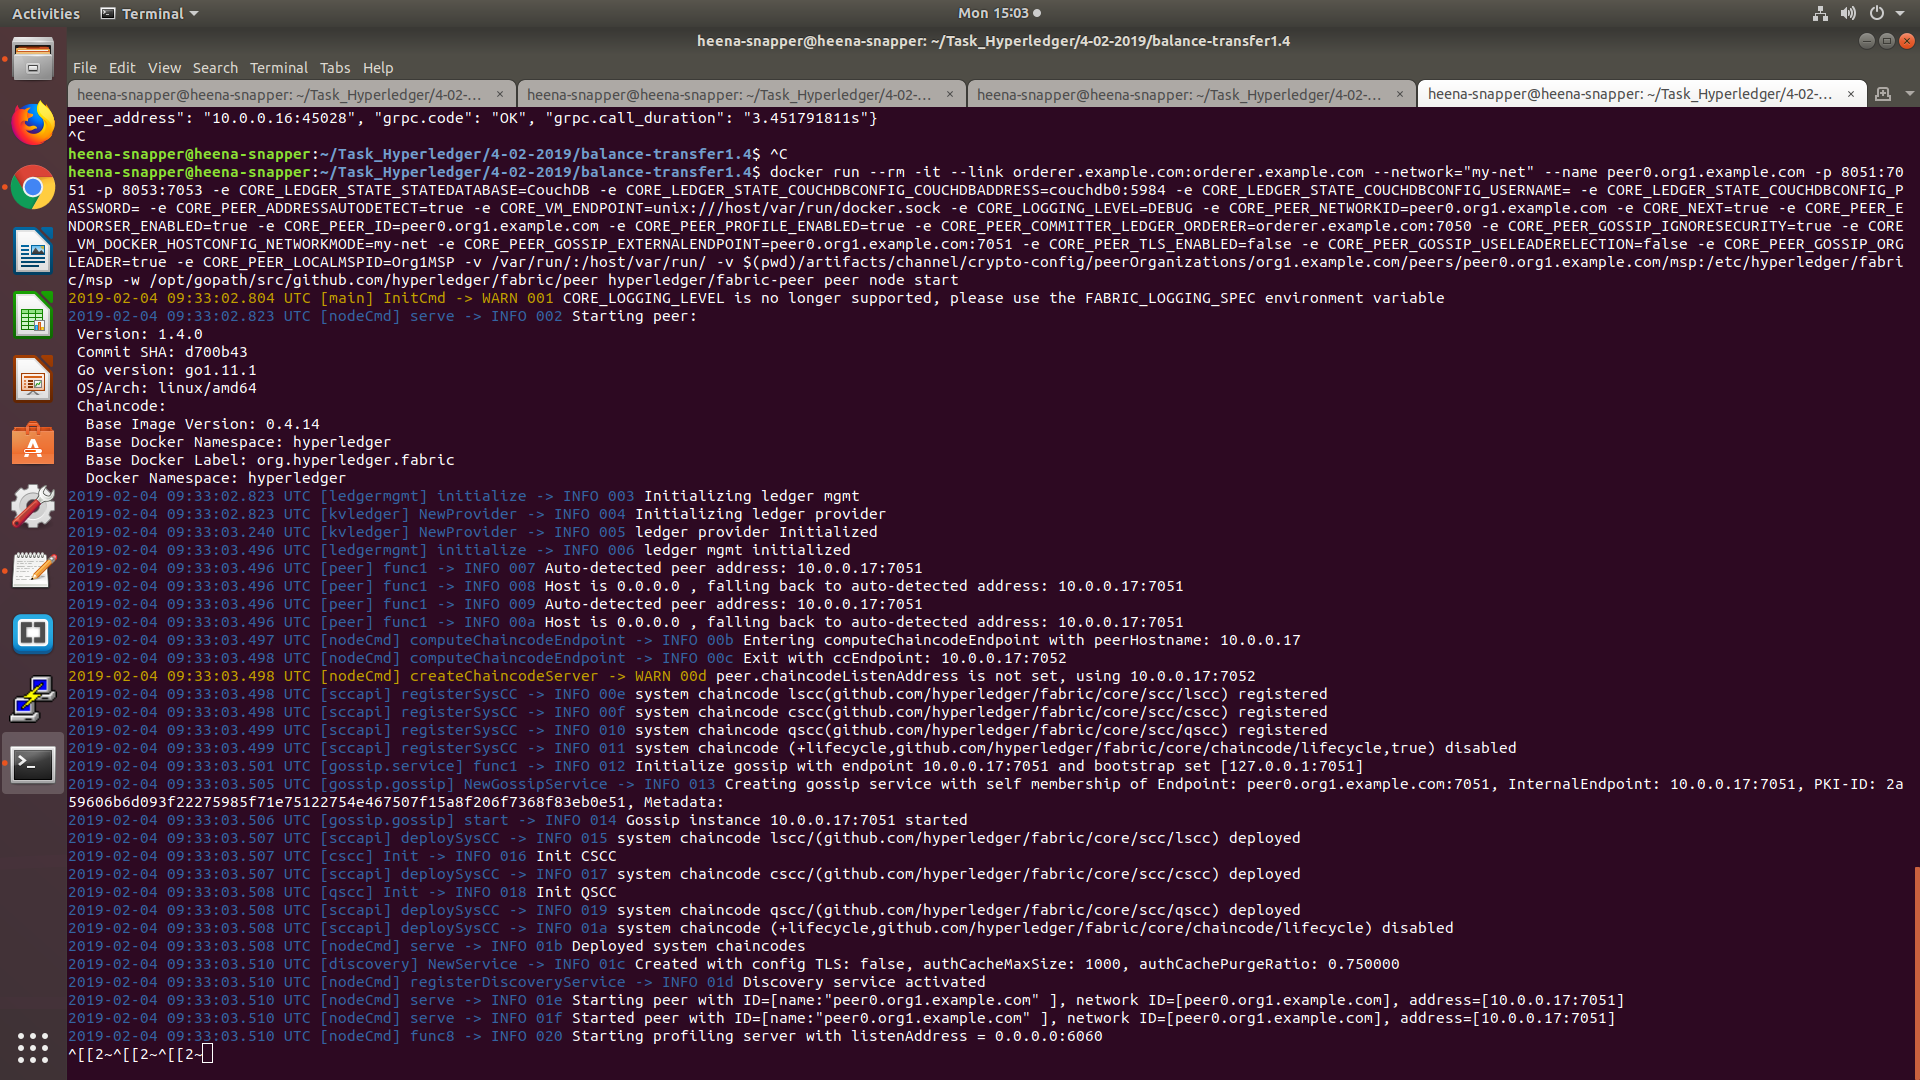 Activities
Terminal
Mon 15:03
heena-snapper@heena-snapper: ~/Task_Hyperledger/4-02-2019/balance-transfer1.4
File Edit View Search Terminal Tabs Help
heena-snapper@heena-snapper: ~/Task_Hyperledger/4-02-... × heena-snapper@heena-snapper: ~/Task_Hyperledger/4-02-... × heena-snapper@heena-snapper: ~/Task_Hyperledger/4-02-... × heena-snapper@heena-snapper: ~/Task_Hyperledger/4-02-... ×
peer_address": "10.0.0.16:45028", "grpc.code": "OK", "grpc.call_duration": "3.451791811s"}
^C
heena-snapper@heena-snapper:~/Task_Hyperledger/4-02-2019/balance-transfer1.4$ ^C
heena-snapper@heena-snapper:~/Task_Hyperledger/4-02-2019/balance-transfer1.4$ docker run --rm -it --link orderer.example.com:orderer.example.com --network="my-net" --name peer0.org1.example.com -p 8051:70
51 -p 8053:7053 -e CORE_LEDGER_STATE_STATEDATABASE=CouchDB -e CORE_LEDGER_STATE_COUCHDBCONFIG_COUCHDBADDRESS=couchdb0:5984 -e CORE_LEDGER_STATE_COUCHDBCONFIG_USERNAME= -e CORE_LEDGER_STATE_COUCHDBCONFIG_P
ASSWORD= -e CORE_PEER_ADDRESSAUTODETECT=true -e CORE_VM_ENDPOINT=unix:///host/var/run/docker.sock -e CORE_LOGGING_LEVEL=DEBUG -e CORE_PEER_NETWORKID=peer0.org1.example.com -e CORE_NEXT=true -e CORE_PEER_E
NDORSER_ENABLED=true -e CORE_PEER_ID=peer0.org1.example.com -e CORE_PEER_PROFILE_ENABLED=true -e CORE_PEER_COMMITTER_LEDGER_ORDERER=orderer.example.com:7050 -e CORE_PEER_GOSSIP_IGNORESECURITY=true -e CORE
_VM_DOCKER_HOSTCONFIG_NETWORKMODE=my-net -e CORE_PEER_GOSSIP_EXTERNALENDPOINT=peer0.org1.example.com:7051 -e CORE_PEER_TLS_ENABLED=false -e CORE_PEER_GOSSIP_USELEADERELECTION=false -e CORE_PEER_GOSSIP_ORG
LEADER=true -e CORE_PEER_LOCALMSPID=Org1MSP -v /var/run/:/host/var/run/ -v $(pwd)/artifacts/channel/crypto-config/peerOrganizations/org1.example.com/peers/peer0.org1.example.com/msp:/etc/hyperledger/fabri
c/msp -w /opt/gopath/src/github.com/hyperledger/fabric/peer hyperledger/fabric-peer peer node start
2019-02-04 09:33:02.804 UTC [main] InitCmd -> WARN 001 CORE_LOGGING_LEVEL is no longer supported, please use the FABRIC_LOGGING_SPEC environment variable
2019-02-04 09:33:02.823 UTC [nodeCmd] serve -> INFO 002 Starting peer:
Version: 1.4.0
Commit SHA: d700b43
Go version: go1.11.1
OS/Arch: linux/amd64
Chaincode:
Base Image Version: 0.4.14
Base Docker Namespace: hyperledger
Base Docker Label: org.hyperledger.fabric
Docker Namespace: hyperledger
2019-02-04 09:33:02.823 UTC [ledgermgmt] initialize -> INFO 003 Initializing ledger mgmt
2019-02-04 09:33:02.823 UTC [kvledger] NewProvider -> INFO 004 Initializing ledger provider
2019-02-04 09:33:03.240 UTC [kvledger] NewProvider -> INFO 005 ledger provider Initialized
2019-02-04 09:33:03.496 UTC [ledgermgmt] initialize -> INFO 006 ledger mgmt initialized
2019-02-04 09:33:03.496 UTC [peer] func1 -> INFO 007 Auto-detected peer address: 10.0.0.17:7051
2019-02-04 09:33:03.496 UTC [peer] func1 -> INFO 008 Host is 0.0.0.0 , falling back to auto-detected address: 10.0.0.17:7051
2019-02-04 09:33:03.496 UTC [peer] func1 -> INFO 009 Auto-detected peer address: 10.0.0.17:7051
2019-02-04 09:33:03.496 UTC [peer] func1 -> INFO 00a Host is 0.0.0.0 , falling back to auto-detected address: 10.0.0.17:7051
2019-02-04 09:33:03.497 UTC [nodeCmd] computeChaincodeEndpoint -> INFO 00b Entering computeChaincodeEndpoint with peerHostname: 10.0.0.17
2019-02-04 09:33:03.498 UTC [nodeCmd] computeChaincodeEndpoint -> INFO 00c Exit with ccEndpoint: 10.0.0.17:7052
2019-02-04 09:33:03.498 UTC [nodeCmd] createChaincodeServer -> WARN 00d peer.chaincodeListenAddress is not set, using 10.0.0.17:7052
2019-02-04 09:33:03.498 UTC [sccapi] registerSysCC -> INFO 00e system chaincode lscc(github.com/hyperledger/fabric/core/scc/lscc) registered
2019-02-04 09:33:03.498 UTC [sccapi] registerSysCC -> INFO 00f system chaincode cscc(github.com/hyperledger/fabric/core/scc/cscc) registered
2019-02-04 09:33:03.499 UTC [sccapi] registerSysCC -> INFO 010 system chaincode qscc(github.com/hyperledger/fabric/core/scc/qscc) registered
2019-02-04 09:33:03.499 UTC [sccapi] registerSysCC -> INFO 011 system chaincode (+lifecycle,github.com/hyperledger/fabric/core/chaincode/lifecycle,true) disabled
2019-02-04 09:33:03.501 UTC [gossip.service] func1 -> INFO 012 Initialize gossip with endpoint 10.0.0.17:7051 and bootstrap set [127.0.0.1:7051]
2019-02-04 09:33:03.505 UTC [gossip.gossip] NewGossipService -> INFO 013 Creating gossip service with self membership of Endpoint: peer0.org1.example.com:7051, InternalEndpoint: 10.0.0.17:7051, PKI-ID: 2a
59606b6d093f22275985f71e75122754e467507f15a8f206f7368f83eb0e51, Metadata:
2019-02-04 09:33:03.506 UTC [gossip.gossip] start -> INFO 014 Gossip instance 10.0.0.17:7051 started
2019-02-04 09:33:03.507 UTC [sccapi] deploySysCC -> INFO 015 system chaincode lscc/(github.com/hyperledger/fabric/core/scc/lscc) deployed
2019-02-04 09:33:03.507 UTC [cscc] Init -> INFO 016 Init CSCC
2019-02-04 09:33:03.507 UTC [sccapi] deploySysCC -> INFO 017 system chaincode cscc/(github.com/hyperledger/fabric/core/scc/cscc) deployed
2019-02-04 09:33:03.508 UTC [qscc] Init -> INFO 018 Init QSCC
2019-02-04 09:33:03.508 UTC [sccapi] deploySysCC -> INFO 019 system chaincode qscc/(github.com/hyperledger/fabric/core/scc/qscc) deployed
2019-02-04 09:33:03.508 UTC [sccapi] deploySysCC -> INFO 01a system chaincode (+lifecycle,github.com/hyperledger/fabric/core/chaincode/lifecycle) disabled
2019-02-04 09:33:03.508 UTC [nodeCmd] serve -> INFO 01b Deployed system chaincodes
2019-02-04 09:33:03.510 UTC [discovery] NewService -> INFO 01c Created with config TLS: false, authCacheMaxSize: 1000, authCachePurgeRatio: 0.750000
2019-02-04 09:33:03.510 UTC [nodeCmd] registerDiscoveryService -> INFO 01d Discovery service activated
2019-02-04 09:33:03.510 UTC [nodeCmd] serve -> INFO 01e Starting peer with ID=[name:"peer0.org1.example.com" ], network ID=[peer0.org1.example.com], address=[10.0.0.17:7051]
2019-02-04 09:33:03.510 UTC [nodeCmd] serve -> INFO 01f Started peer with ID=[name:"peer0.org1.example.com" ], network ID=[peer0.org1.example.com], address=[10.0.0.17:7051]
2019-02-04 09:33:03.510 UTC [nodeCmd] func8 -> INFO 020 Starting profiling server with listenAddress = 0.0.0.0:6060
^[[2~^[[2~^[[2~